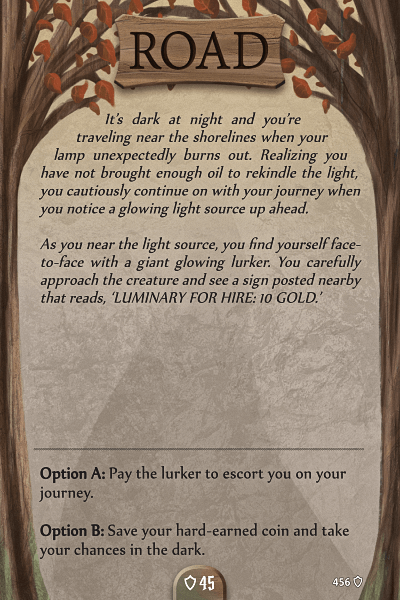 ROAD
It's dark at night and you're
traveling near the shorelines when your
lamp unexpectedly burns out. Realizing you
have not brought enough oil to rekindle the light,
you cautiously continue on with your journey when
you notice a glowing light source up ahead.
As you near the light source, you find yourself face-
to-face with a giant glowing lurker. You carefully
approach the creature and see a sign posted nearby
that reads, 'LUMINARY FOR HIRE: 10 GOLD.'
Option A: Pay the lurker to escort you on your
journey.
Option B: Save your hard-earned coin and take
your chances in the dark.
45
456